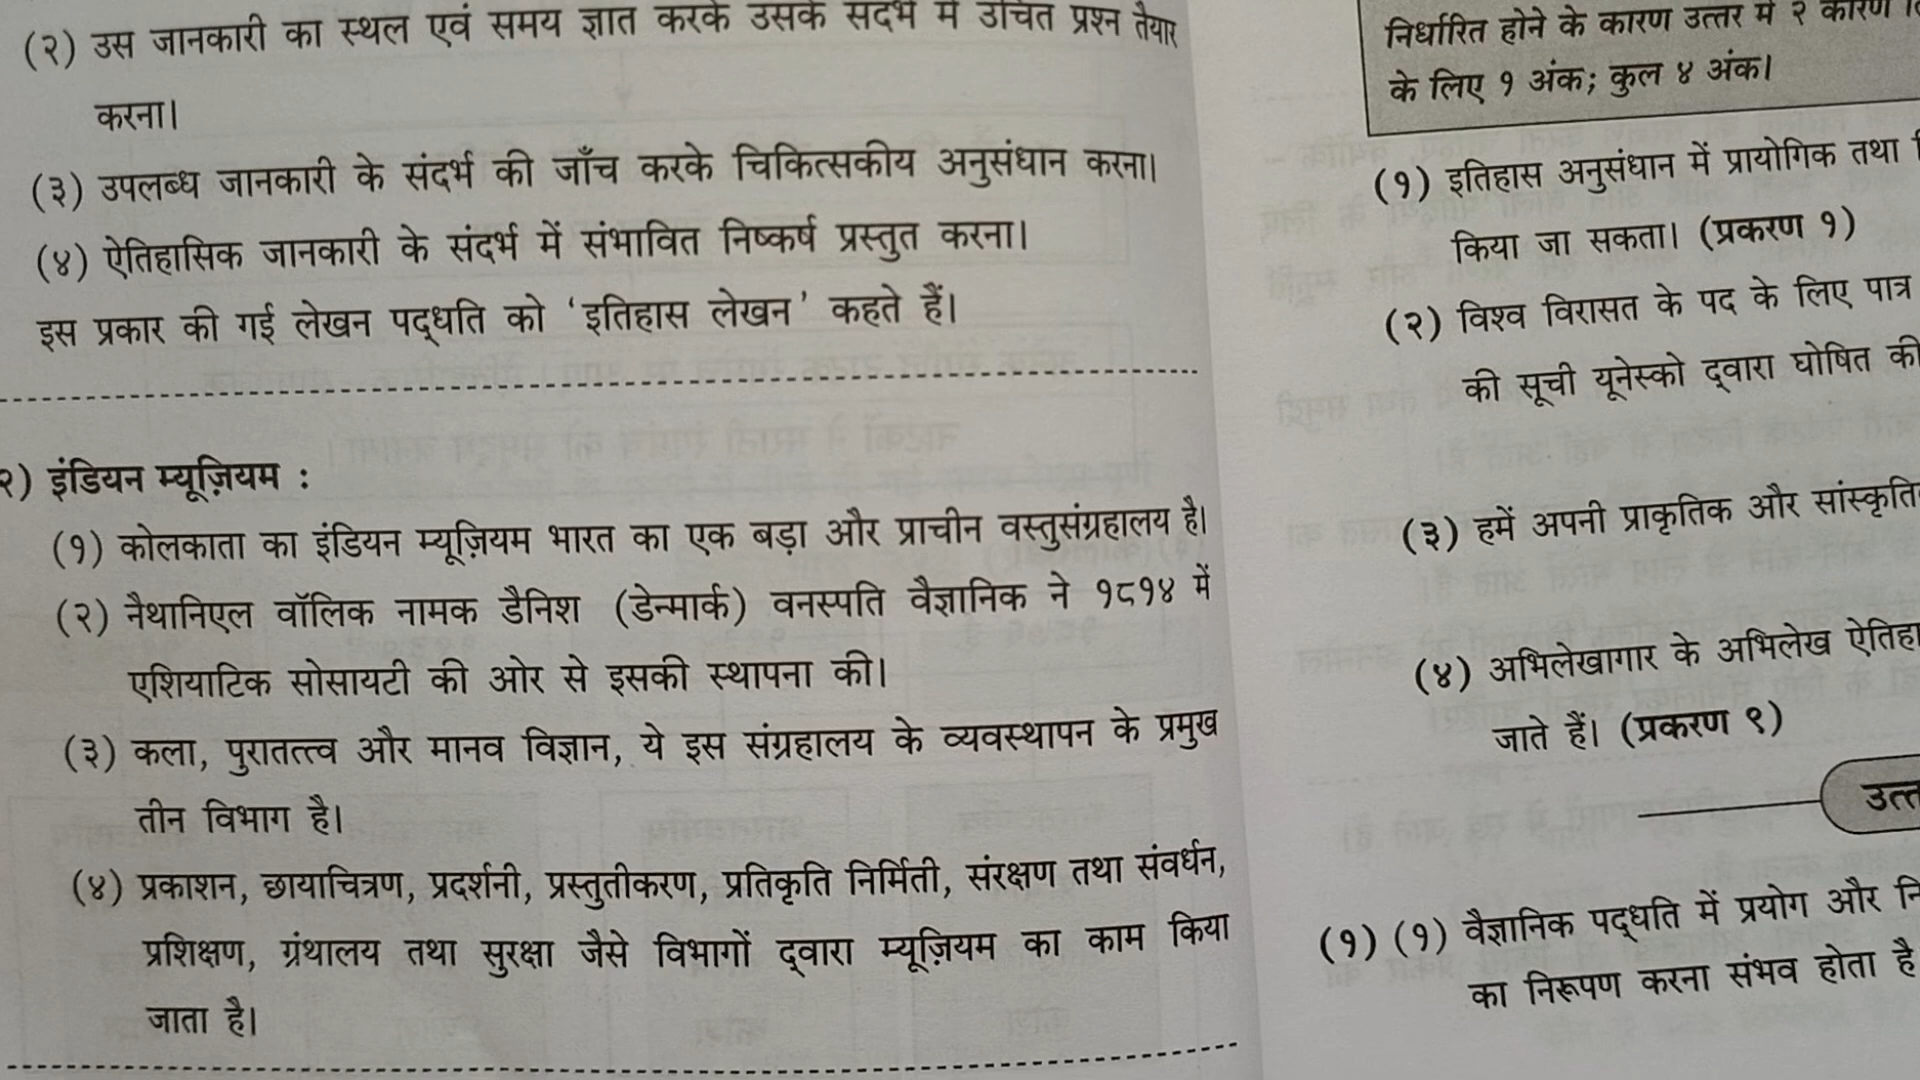 (२) उस जानकारी का स्थल एवं समय ज्ञात करके उसके संदर्भ में उचित प्रश्न तैयार
करना।
(३) उपलब्ध जानकारी के संदर्भ की जाँच करके चिकित्सकीय अनुसंधान करना।
(४) ऐतिहासिक जानकारी के संदर्भ में संभावित निष्कर्ष प्रस्तुत करना।
इस प्रकार की गई लेखन पद्धति को ‘इतिहास लेखन’ कहते हैं।
२) इंडियन म्यूज़ियम :
(१) कोलकाता का इंडियन म्यूज़ियम भारत का एक बड़ा और प्राचीन वस्तुसंग्रहालय है।
(२) नैथानिएल वॉलिक नामक डैनिश (डेन्मार्क) वनस्पति वैज्ञानिक ने १८१४ में
एशियाटिक सोसायटी की ओर से इसकी स्थापना की।
(३) कला, पुरातत्त्व और मानव विज्ञान, ये इस संग्रहालय के व्यवस्थापन के प्रमुख
तीन विभाग है।
(४) प्रकाशन, छायाचित्रण, प्रदर्शनी, प्रस्तुतीकरण, प्रतिकृति निर्मिती, संरक्षण तथा संवर्धन,
प्रशिक्षण, ग्रंथालय तथा सुरक्षा जैसे विभागों द्वारा म्यूज़ियम का काम किया
जाता है।
निर्धारित होने के कारण उत्तर में २ कारण
के लिए १ अंक; कुल ४ अंक।
(१) इतिहास अनुसंधान में प्रायोगिक तथा
किया जा सकता। (प्रकरण १)
(२) विश्व विरासत के पद के लिए पात्र
की सूची यूनेस्को द्वारा घोषित की
(३) हमें अपनी प्राकृतिक और
(४) अभिलेखागार के अभिलेख
जाते हैं। (प्रकरण ९)
(१) (१) वैज्ञानिक पद्धति में प्रयोग और
का निरूपण करना संभव होता है